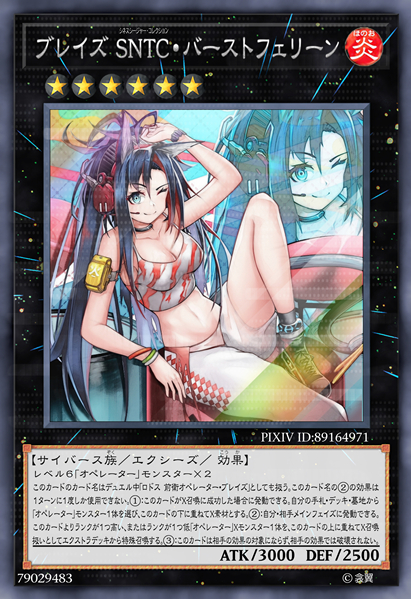 シネスシージャー・コレクション
ブレイズ SNTC・バーストフェリーン
ほのお
炎
炎
PIXIV ID:89164971
【サイバース族／エクシーズ／効果】
レベル6「オペレーター」モンスター×2
このカードのカード名はデュエル中「ロドス 前衛オペレーター・ブレイズ」としても扱う。このカード名の②の効果は
1ターンに1度しか使用できない。①:このカードがX召喚に成功した場合に発動できる。自分の手札・デッキ・墓地から
「オペレーター」モンスター1体を選び、このカードの下に重ねてX素材とする。②:自分・相手メインフェイズに発動できる。
このカードよりランクが1つ高い、またはランクが1つ低い「オペレーター」Xモンスター1体を、このカードの上に重ねてX召喚
扱いとしてエクストラデッキから特殊召喚する。③:このカードは相手の効果の対象にならず、相手の効果では破壊されない。
ATK/3000 DEF/2500
79029483